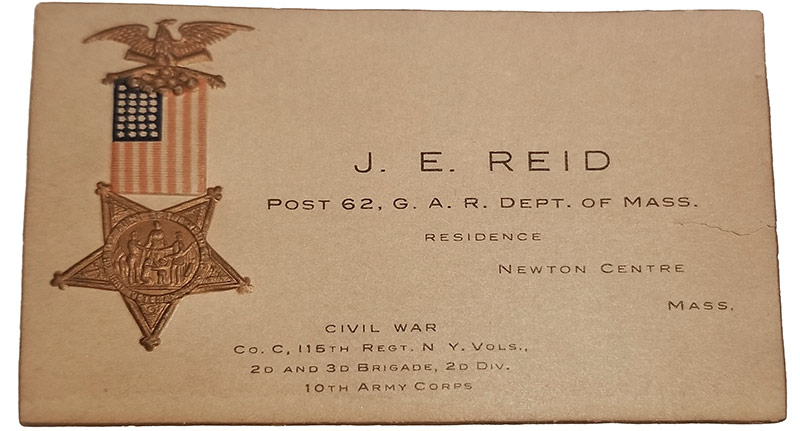 J. E. REID
POST 62, G. A. R. DEPT. OF MASS.
RESIDENCE
NEWTON CENTRE
MASS.
CIVIL WAR
CO. C, 115TH REGT. N Y. VOLS.,
2D AND 3D BRIGADE, 2D DIV.
10TH ARMY CORPS